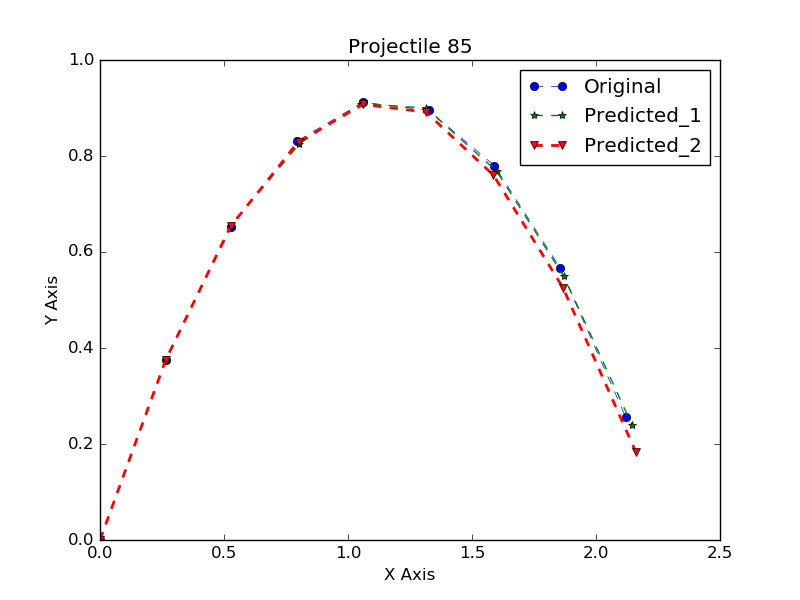 Projectile 85
Original
Predicted_1
Predicted_2
Y Axis
1.0
0.8
0.6
0.4
0.2
0.0
0.0 0.5 1.0 1.5 2.0 2.5
X Axis